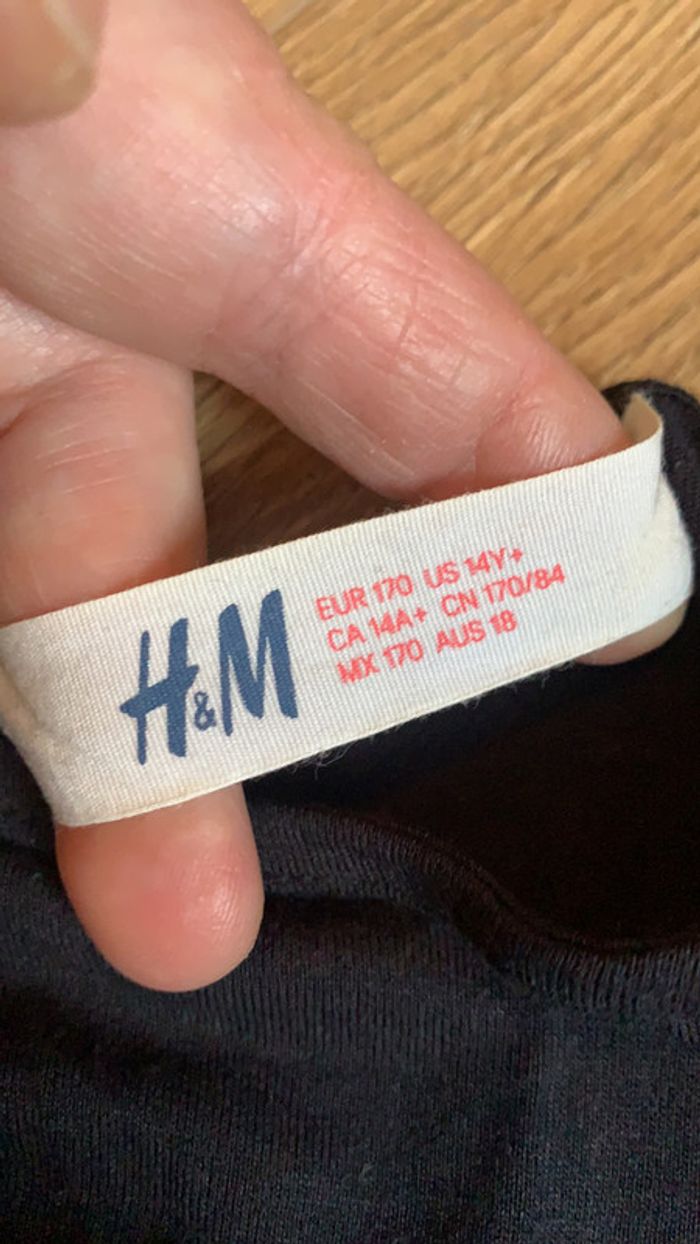 H&M
EUR 170 US 14Y+
CA 14A+ CN 170/84
MX 170 AUS 18